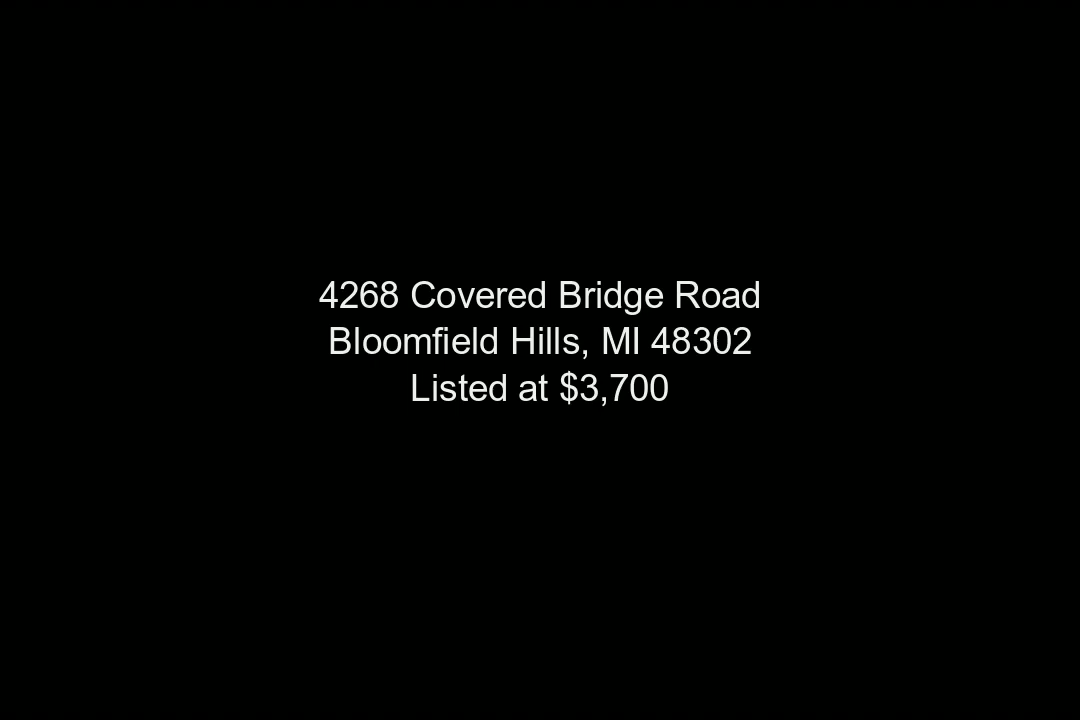 4268 Covered Bridge Road
Bloomfield Hills, MI 48302
Listed at $3,700